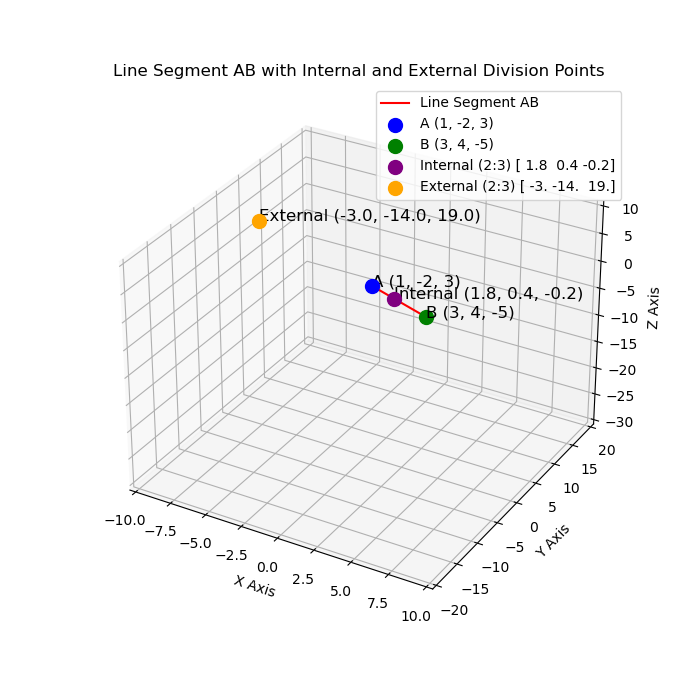 Line Segment AB with Internal and External Division Points
Line Segment AB
A (1, -2, 3)
B (3, 4, -5)
Internal (2:3) [ 1.8  0.4 -0.2]
External (2:3) [ -3. -14.  19.]
External (-3.0, -14.0, 19.0)
A (1, -2, 3)
Internal (1.8, 0.4, -0.2)
B (3, 4, -5)
10
5
0
−5
−10
−15
−20
−25
−30
Z Axis
20
15
10
5
0
−5
−10
−15
−20
Y Axis
−10.0
−7.5
−5.0
−2.5
0.0
2.5
5.0
7.5
10.0
X Axis